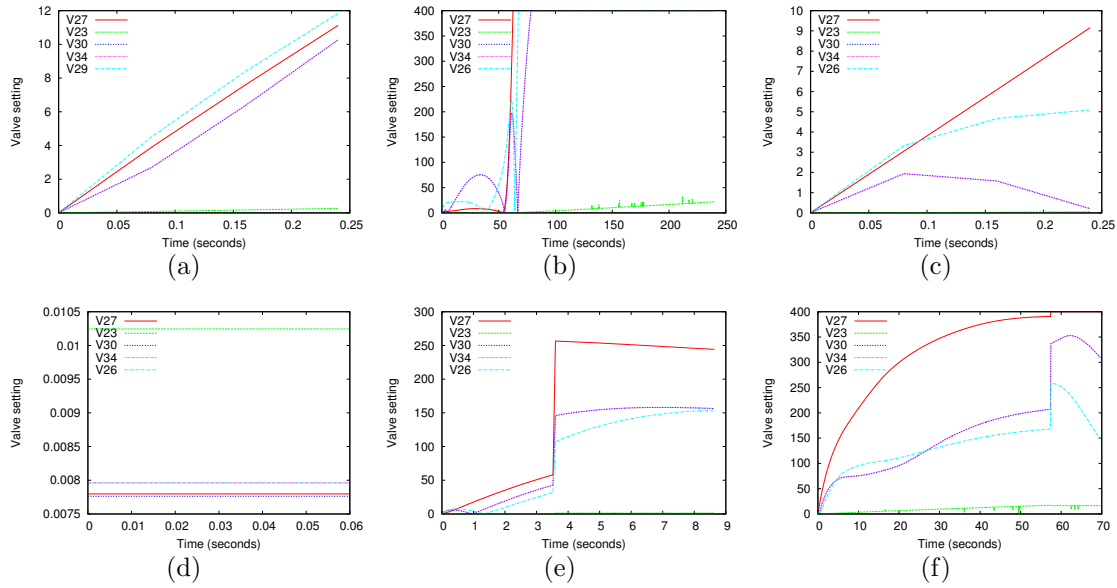 12
10
8
6
4
2
0
Valve setting
V27
V23
V30
V34
V29
0 0.05 0.1 0.15 0.2 0.25
Time (seconds)
(a)
400
350
300
250
200
150
100
50
0
Valve setting
V27
V23
V30
V34
V26
0 50 100 150 200 250
Time (seconds)
(b)
10
9
8
7
6
5
4
3
2
1
0
Valve setting
V27
V23
V30
V34
V26
0 0.05 0.1 0.15 0.2 0.25
Time (seconds)
(c)
0.0105
0.01
0.0095
0.009
0.0085
0.008
0.0075
Valve setting
V27
V23
V30
V34
V26
0 0.01 0.02 0.03 0.04 0.05 0.06
Time (seconds)
(d)
300
250
200
150
100
50
0
Valve setting
V27
V23
V30
V34
V26
0 1 2 3 4 5 6 7 8 9
Time (seconds)
(e)
400
350
300
250
200
150
100
50
0
Valve setting
V27
V23
V30
V34
V26
0 10 20 30 40 50 60 70
Time (seconds)
(f)